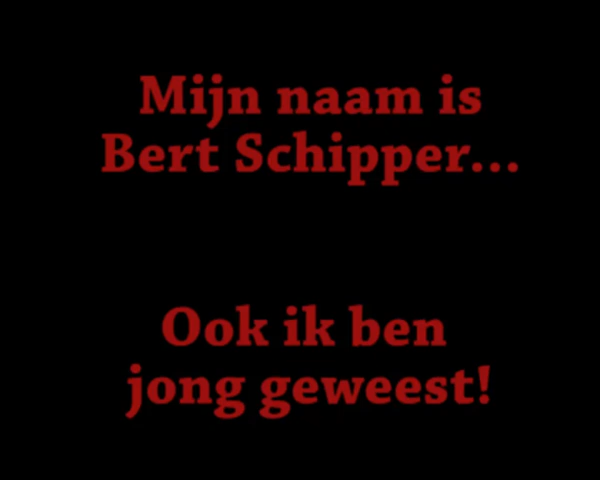 Mijn naam is
Bert Schipper...
Ook ik ben
jong geweest!